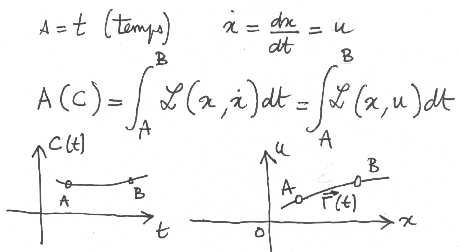 s = t (temps) ẋ = dx/dt = u
A(C) = ∫_A^B ℒ(x, ẋ)dt = ∫_A^B ℒ(x, u)dt
C(t) A B t
u A B r⃗(t) 0 x